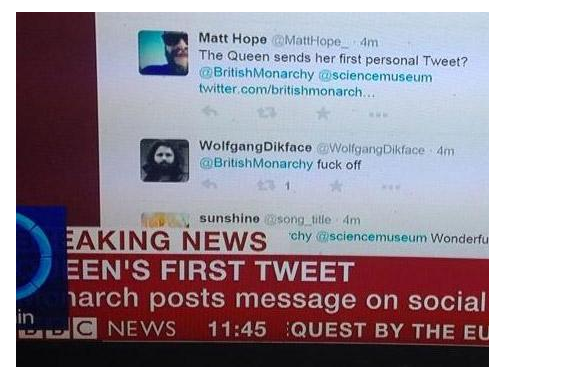 Matt Hope @MattHope_ · 4m
The Queen sends her first personal Tweet?
@BritishMonarchy @sciencemuseum
twitter.com/britishmonarch...
WolfgangDikface @WolfgangDikface · 4m
@BritishMonarchy fuck off
1
sunshine @song_title · 4m
chy @sciencemuseum Wonderfu
EAKING NEWS
EEN'S FIRST TWEET
narch posts message on social
in
BBC NEWS 11:45 :QUEST BY THE EU